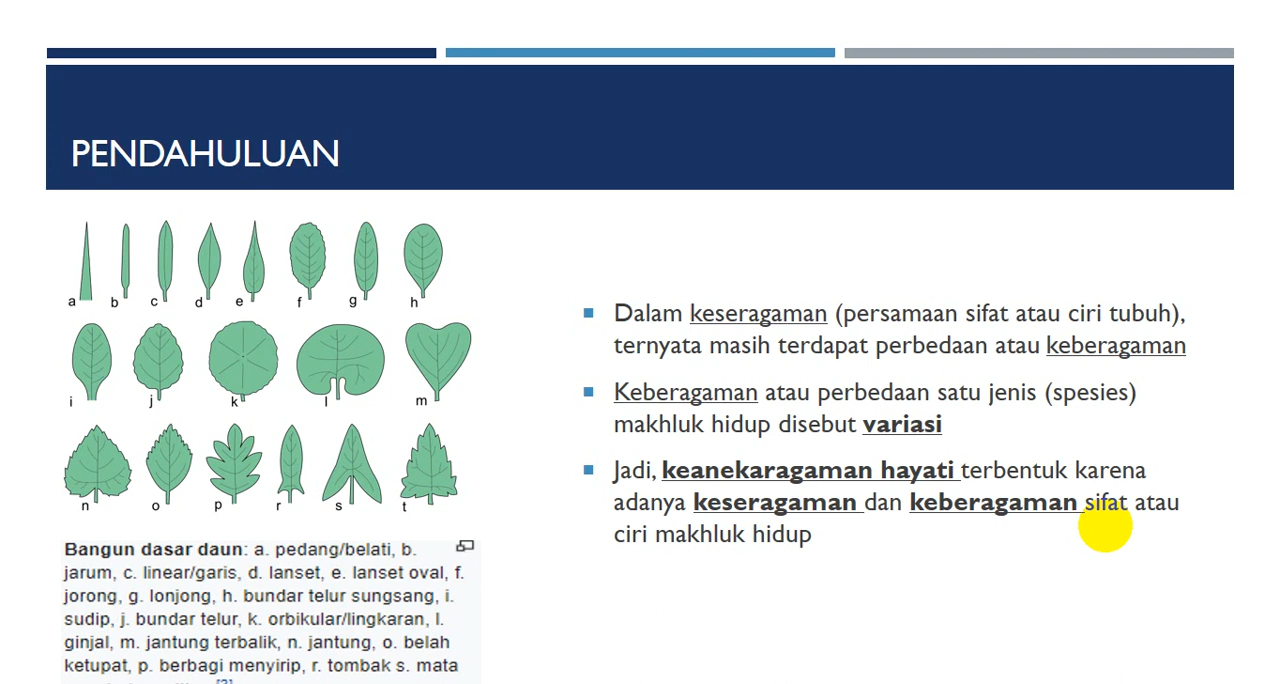 PENDAHULUAN
a b c d e f g h
i j k l m
n o p r s t
Bangun dasar daun: a. pedang/belati, b.
jarum, c. linear/garis, d. lanset, e. lanset oval, f.
jorong, g. lonjong, h. bundar telur sungsang, i.
sudip, j. bundar telur, k. orbikular/lingkaran, l.
ginjal, m. jantung terbalik, n. jantung, o. belah
ketupat, p. berbagi menyirip, r. tombak s. mata
Dalam keseragaman (persamaan sifat atau ciri tubuh),
ternyata masih terdapat perbedaan atau keberagaman
Keberagaman atau perbedaan satu jenis (spesies)
makhluk hidup disebut variasi
Jadi, keanekaragaman hayati terbentuk karena
adanya keseragaman dan keberagaman sifat atau
ciri makhluk hidup